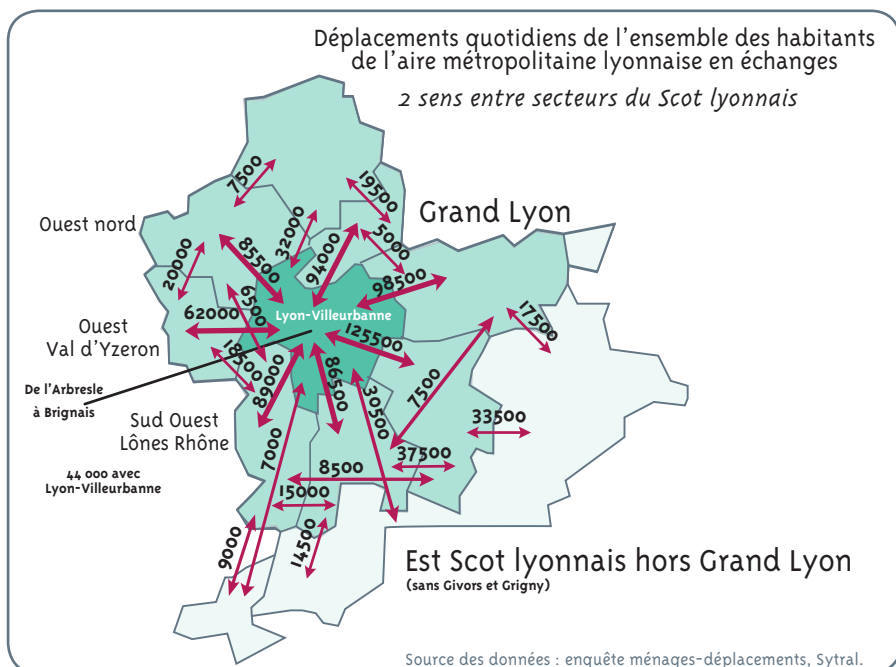 Déplacements quotidiens de l'ensemble des habitants
de l'aire métropolitaine lyonnaise en échanges
2 sens entre secteurs du Scot lyonnais
7500
19500
Grand Lyon
Ouest nord
32000
5000
85500
94000
20000
98500
6500
62000
Lyon-Villeurbanne
17500
Ouest
Val d'Yzeron
125500
18500
89000
86500
De l'Arbresle
à Brignais
30500
7500
Sud Ouest
Lônes Rhône
33500
7000
37500
44 000 avec
Lyon-Villeurbanne
8500
15000
9000
14500
Est Scot lyonnais hors Grand Lyon
(sans Givors et Grigny)
Source des données : enquête ménages-déplacements, Sytral.